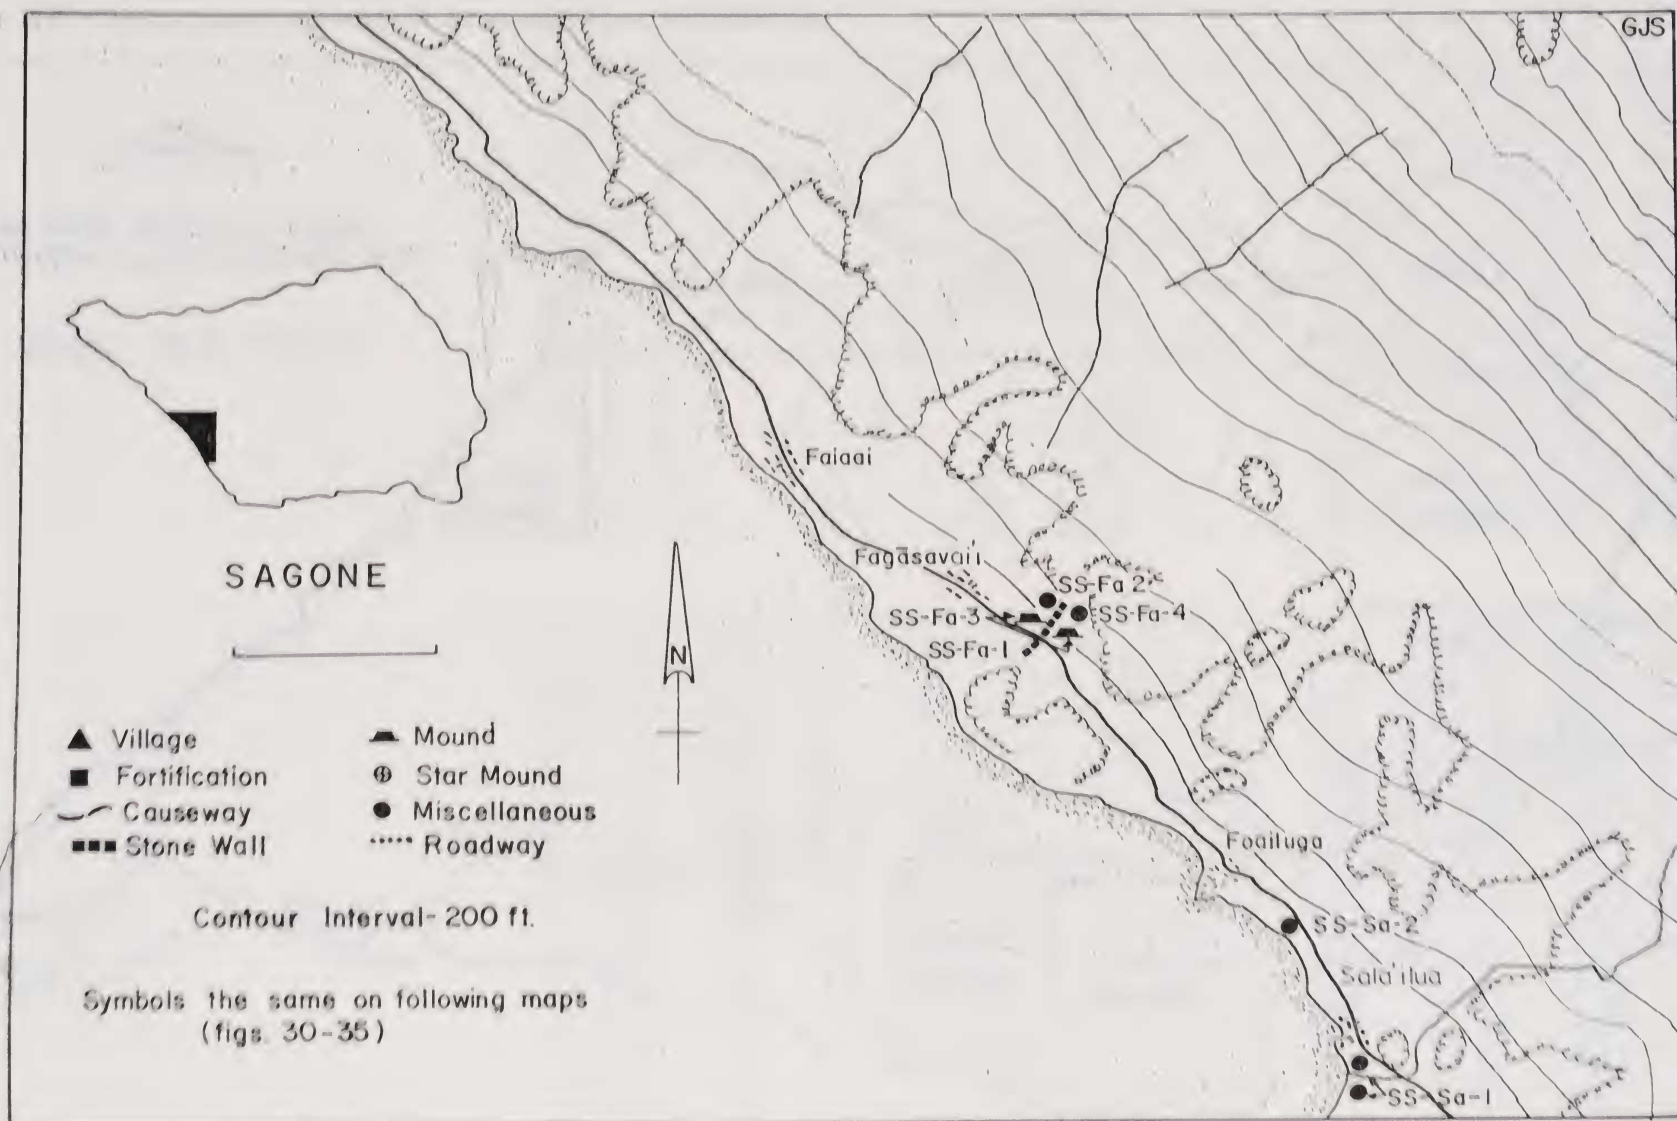 GJS
Faiaai
Fagāsavai'i
SS-Fa 2
SS-Fa-3
SS-Fa-4
SS-Fa-1
SAGONE
N
Village
Mound
Fortification
Star Mound
Causeway
Miscellaneous
Stone Wall
Roadway
Foailuga
Contour Interval-200 ft.
SS-Sa-2
Sala'ilua
Symbols the same on following maps
(figs. 30-35)
SS-Sa-1